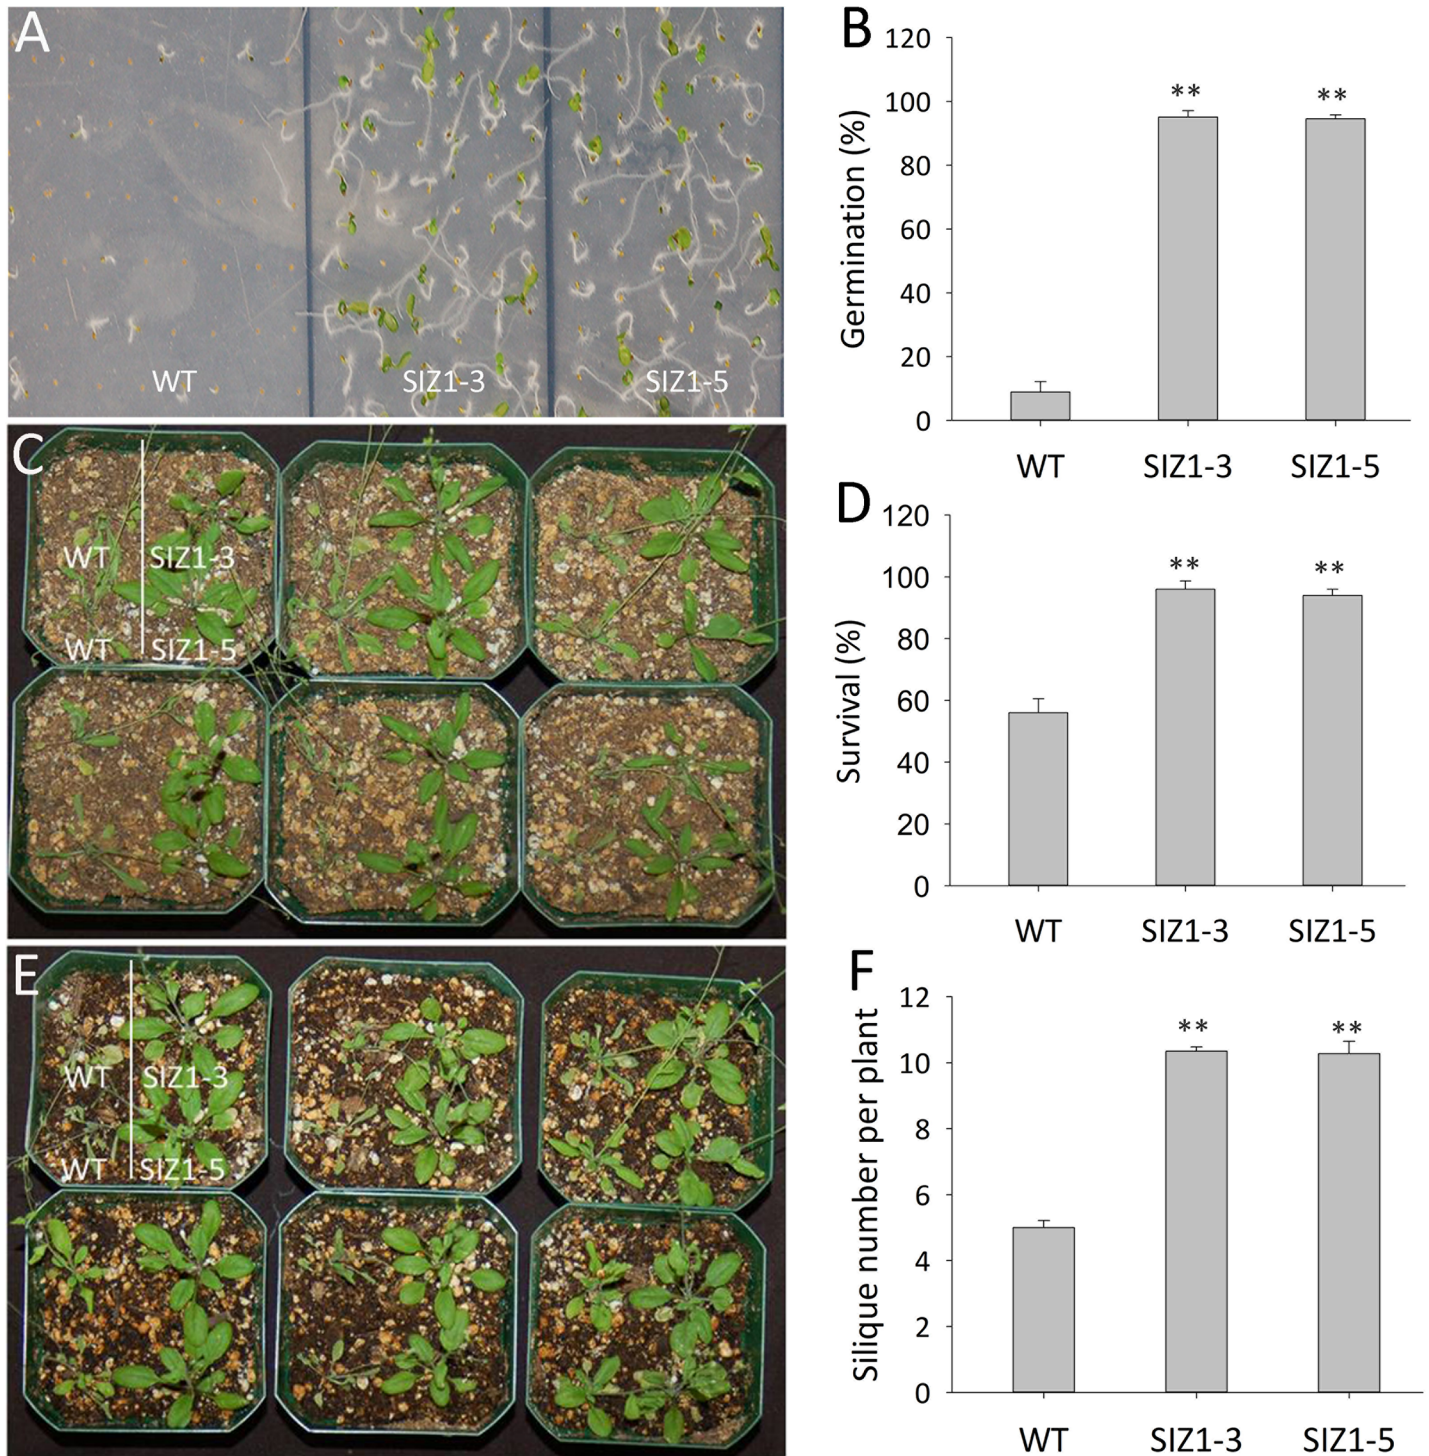 A
WT
SIZ1-3
SIZ1-5
B
120
100
80
60
40
20
0
Germination (%)
**
**
WT
SIZ1-3
SIZ1-5
C
WT
SIZ1-3
WT
SIZ1-5
D
120
100
80
60
40
20
0
Survival (%)
**
**
WT
SIZ1-3
SIZ1-5
E
WT
SIZ1-3
WT
SIZ1-5
F
12
10
8
6
4
2
0
Silique number per plant
**
**
WT
SIZ1-3
SIZ1-5